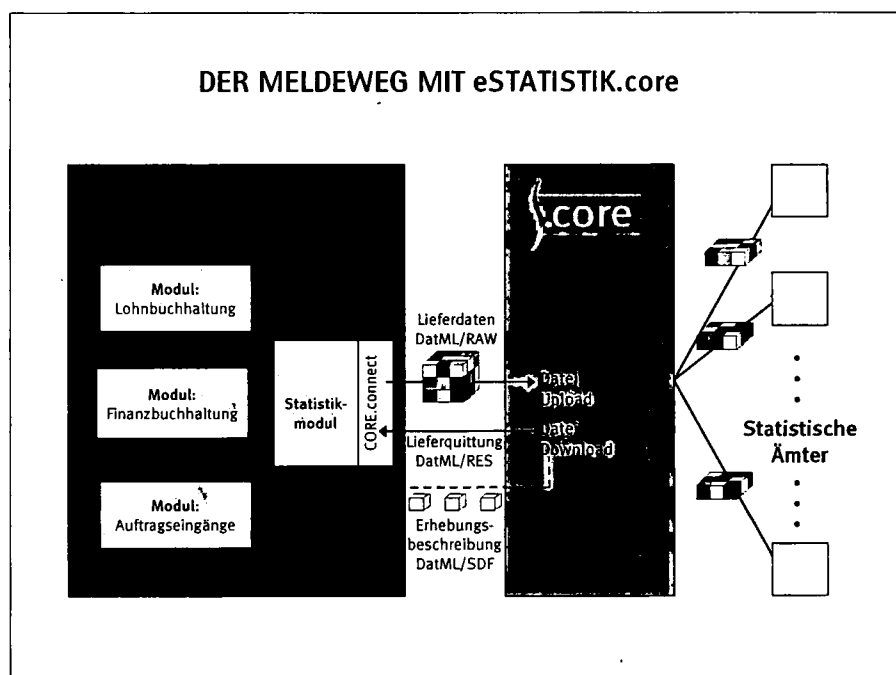 DER MELDEWEG MIT eSTATISTIK.core
Modul:
Lohnbuchhaltung
Modul:
Finanzbuchhaltung
Modul:
Auftragseingänge
Statistik-
modul
CORE.connect
Lieferdaten
DatML/RAW
Lieferquittung
DatML/RES
Erhebungs-
beschreibung
DatML/SDF
.core
Datei
Upload
Datei
Download
Statistische
Ämter